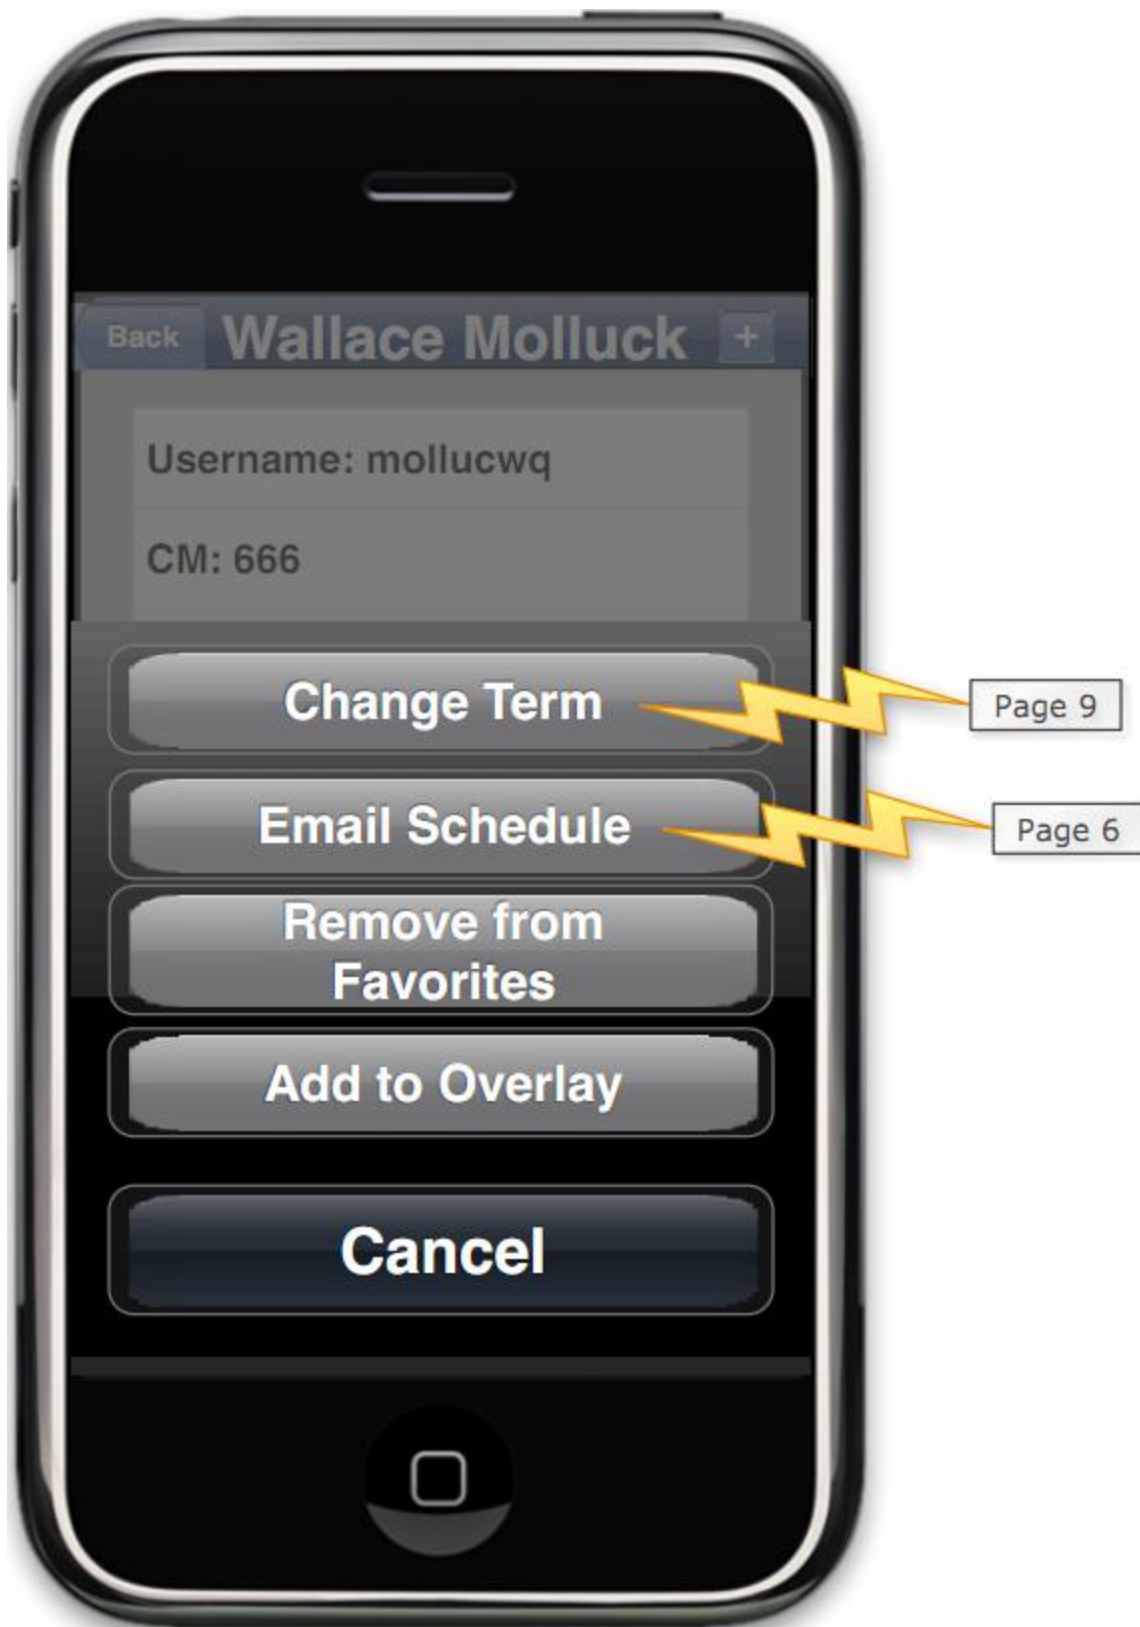 Back Wallace Molluck +
Username: mollucwq
CM: 666
Change Term
Page 9
Email Schedule
Page 6
Remove from
Favorites
Add to Overlay
Cancel